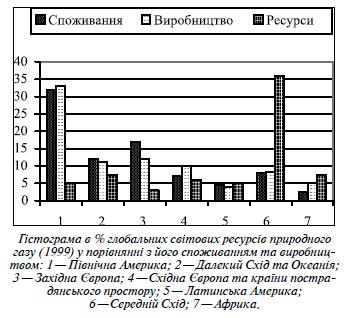 Споживання Виробництво Ресурси
40
35
30
25
20
15
10
5
0
1 2 3 4 5 6 7
Гістограма в % глобальних світових ресурсів природного
газу (1999) у порівнянні з його споживанням та виробниц-
твом: 1 — Північна Америка; 2 — Далекий Схід та Океанія;
3 — Західна Європа; 4 — Східна Європа та країни постра-
дянського простору; 5 — Латинська Америка;
6 — Середній Схід; 7 — Африка.